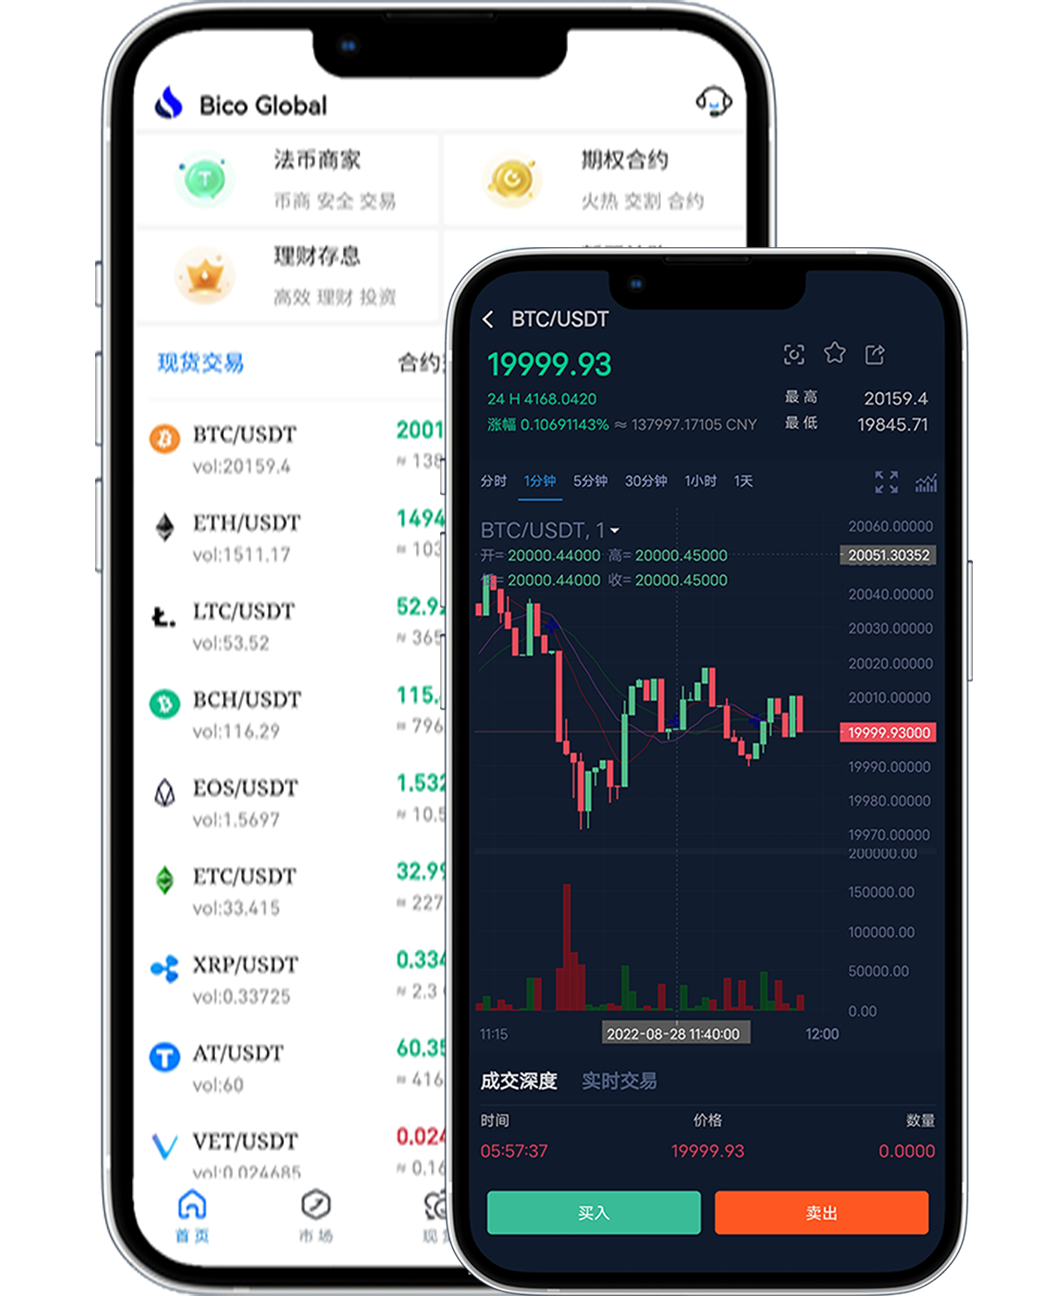 Bico Global
法币商家
币商 安全 交易
期权合约
火热 交割 合约
理财存息
高效 理财 投资
现货交易
合约
BTC/USDT
2001
vol:20159.4
≈ 138
ETH/USDT
1494
vol:1511.17
≈ 103
LTC/USDT
52.92
vol:53.52
≈ 365
BCH/USDT
115.
vol:116.29
≈ 796
EOS/USDT
1.532
vol:1.5697
≈ 10.5
ETC/USDT
32.99
vol:33.415
≈ 227
XRP/USDT
0.334
vol:0.33725
≈ 2.3
AT/USDT
60.35
vol:60
≈ 416
VET/USDT
0.024
vol:0.024685
≈ 0.16
首页
市场
现
BTC/USDT
19999.93
24 H 4168.0420
涨幅 0.10691143% ≈ 137997.17105 CNY
最高 20159.4
最低 19845.71
分时 1分钟 5分钟 30分钟 1小时 1天
BTC/USDT, 1
开= 20000.44000 高= 20000.45000
= 20000.44000 收= 20000.45000
20060.00000
20051.30352
20040.00000
20030.00000
20020.00000
20010.00000
19999.93000
19990.00000
19980.00000
19970.00000
200000.00
150000.00
100000.00
50000.00
0.00
11:15
2022-08-28 11:40:00
12:00
成交深度 实时交易
时间 价格 数量
05:57:37 19999.93 0.0000
买入
卖出